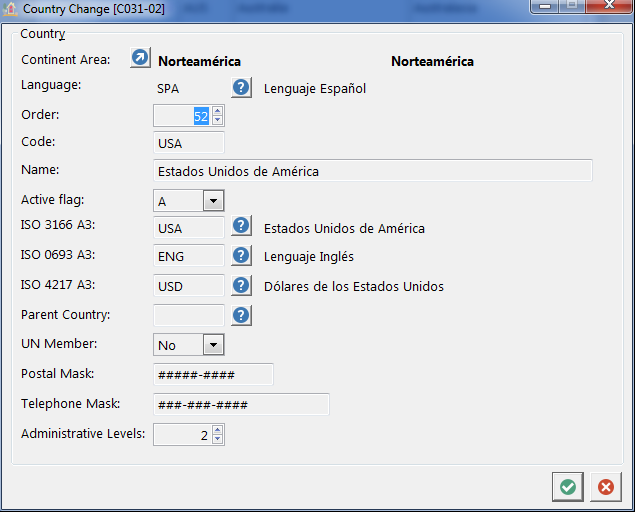 Country Change [C031-02]
Country
Continent Area: Norteamérica Norteamérica
Language: SPA Lenguaje Español
Order: 52
Code: USA
Name: Estados Unidos de América
Active flag: A
ISO 3166 A3: USA Estados Unidos de América
ISO 0693 A3: ENG Lenguaje Inglés
ISO 4217 A3: USD Dólares de los Estados Unidos
Parent Country:
UN Member: No
Postal Mask: #####-####
Telephone Mask: ###-###-####
Administrative Levels: 2